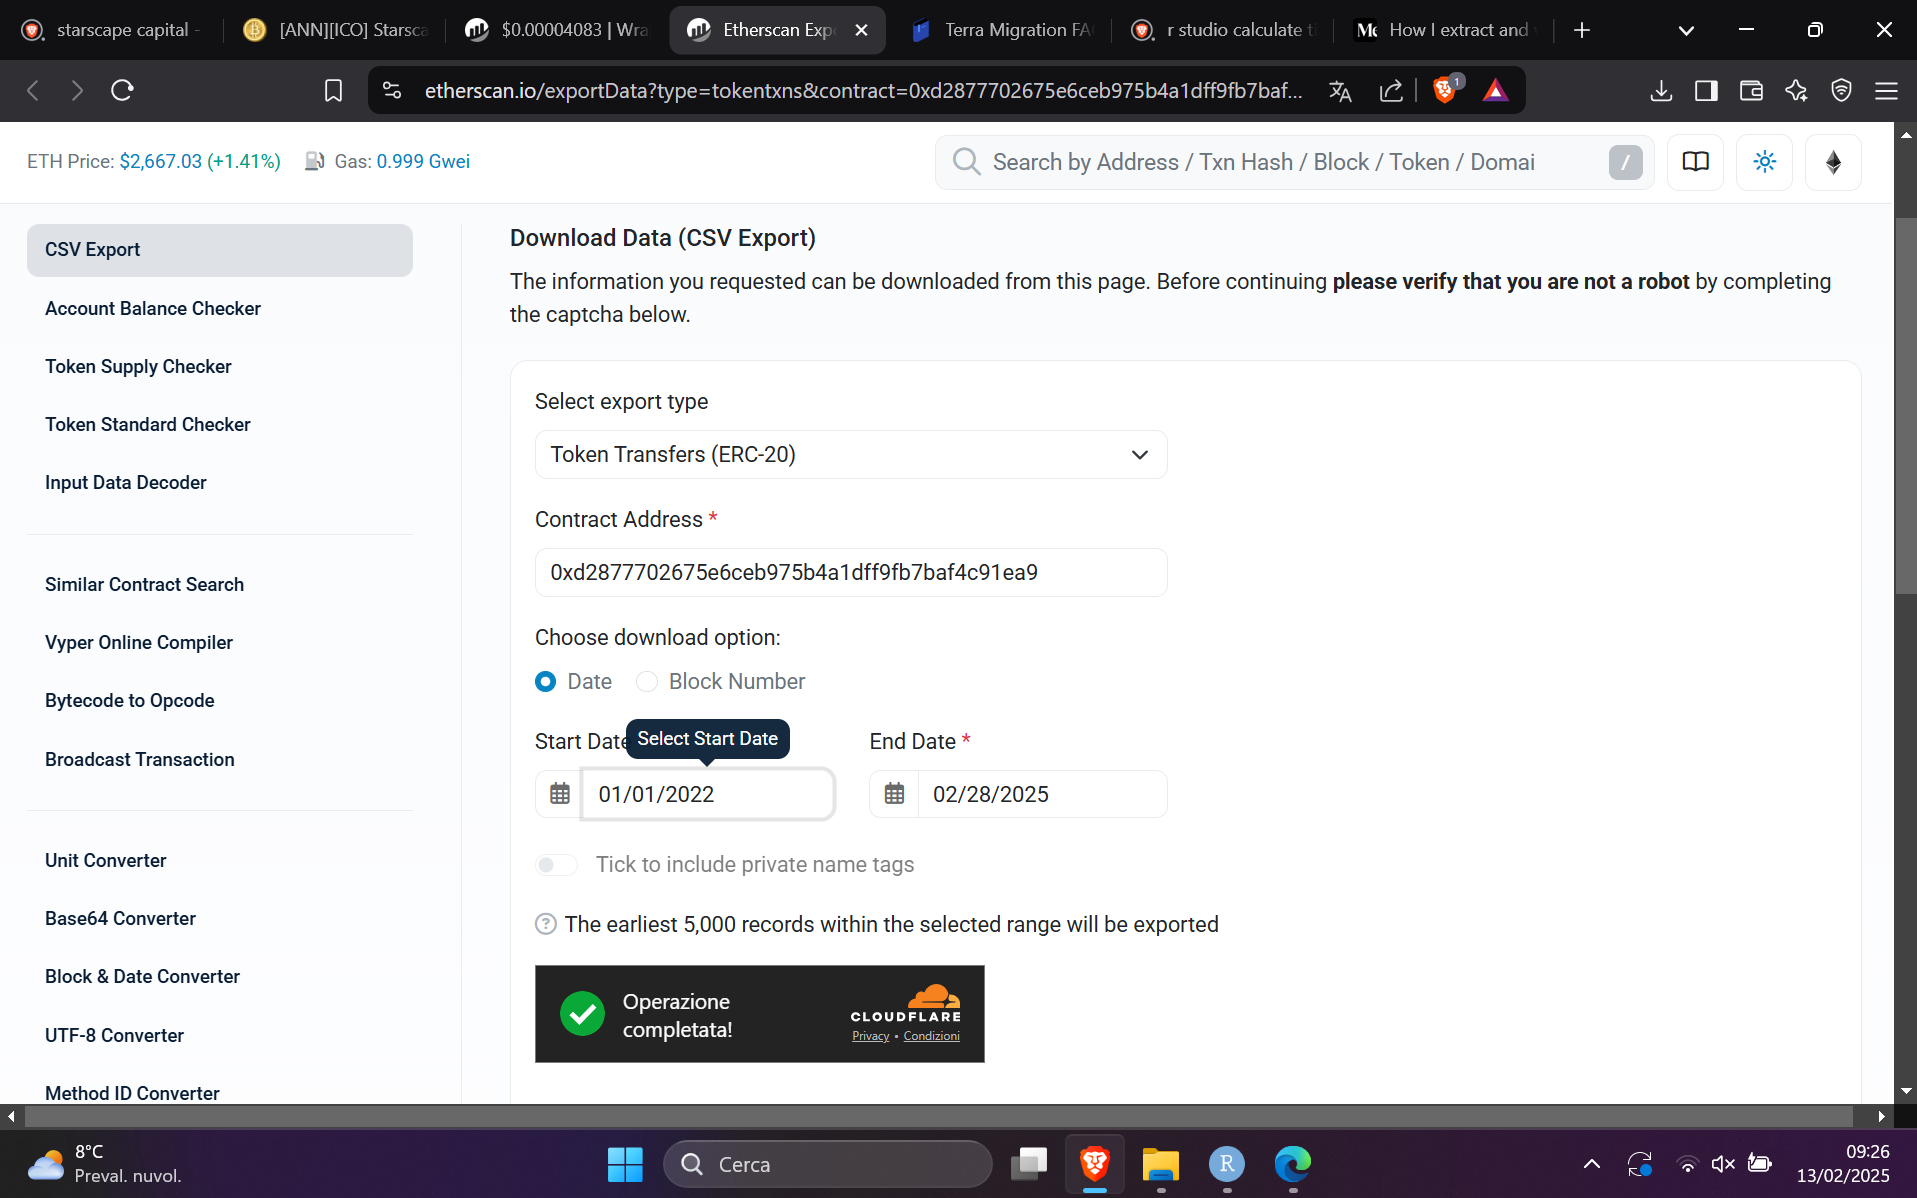 starscape capital -
[ANN][ICO] Starsca
$0.00004083 | Wra
Etherscan Expo
Terra Migration FA
r studio calculate ti
How I extract and
etherscan.io/exportData?type=tokentxns&contract=0xd2877702675e6ceb975b4a1dff9fb7baf...
1
ETH Price: $2,667.03 (+1.41%)
Gas: 0.999 Gwei
Search by Address / Txn Hash / Block / Token / Domai
/
CSV Export
Account Balance Checker
Token Supply Checker
Token Standard Checker
Input Data Decoder
Similar Contract Search
Vyper Online Compiler
Bytecode to Opcode
Broadcast Transaction
Unit Converter
Base64 Converter
Block & Date Converter
UTF-8 Converter
Method ID Converter
Download Data (CSV Export)
The information you requested can be downloaded from this page. Before continuing please verify that you are not a robot by completing
the captcha below.
Select export type
Token Transfers (ERC-20)
Contract Address *
0xd2877702675e6ceb975b4a1dff9fb7baf4c91ea9
Choose download option:
Date
Block Number
Start Date
Select Start Date
End Date *
01/01/2022
02/28/2025
Tick to include private name tags
The earliest 5,000 records within the selected range will be exported
Operazione
completata!
CLOUDFLARE
Privacy • Condizioni
8°C
Preval. nuvol.
Cerca
R
09:26
13/02/2025